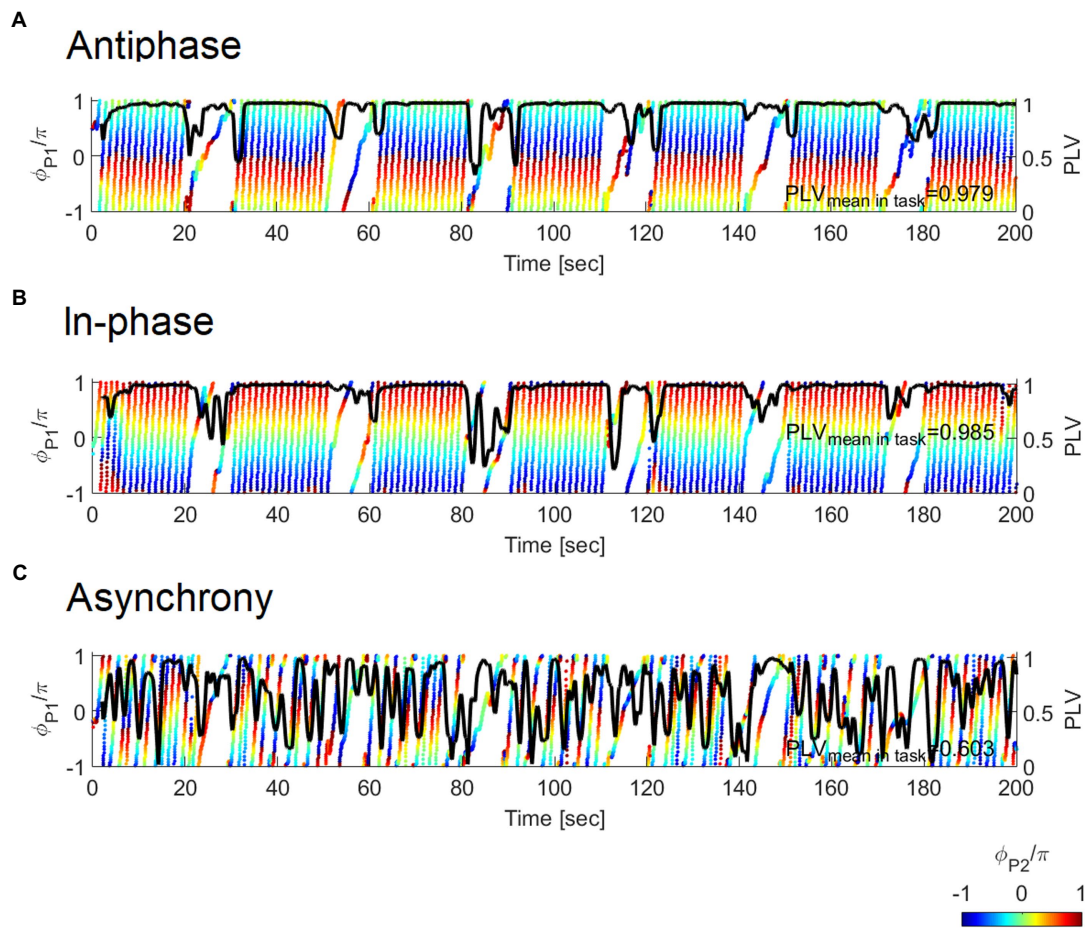 A
Antiphase
1
0
-1
ϕP1/π
1
0.5
0
PLV
PLVmean in task=0.979
0 20 40 60 80 100 120 140 160 180 200
Time [sec]
B
In-phase
1
0
-1
ϕP1/π
1
0.5
0
PLV
PLVmean in task=0.985
0 20 40 60 80 100 120 140 160 180 200
Time [sec]
C
Asynchrony
1
0
-1
ϕP1/π
1
0.5
0
PLV
PLVmean in task=0.603
0 20 40 60 80 100 120 140 160 180 200
Time [sec]
ϕP2/π
-1 0 1